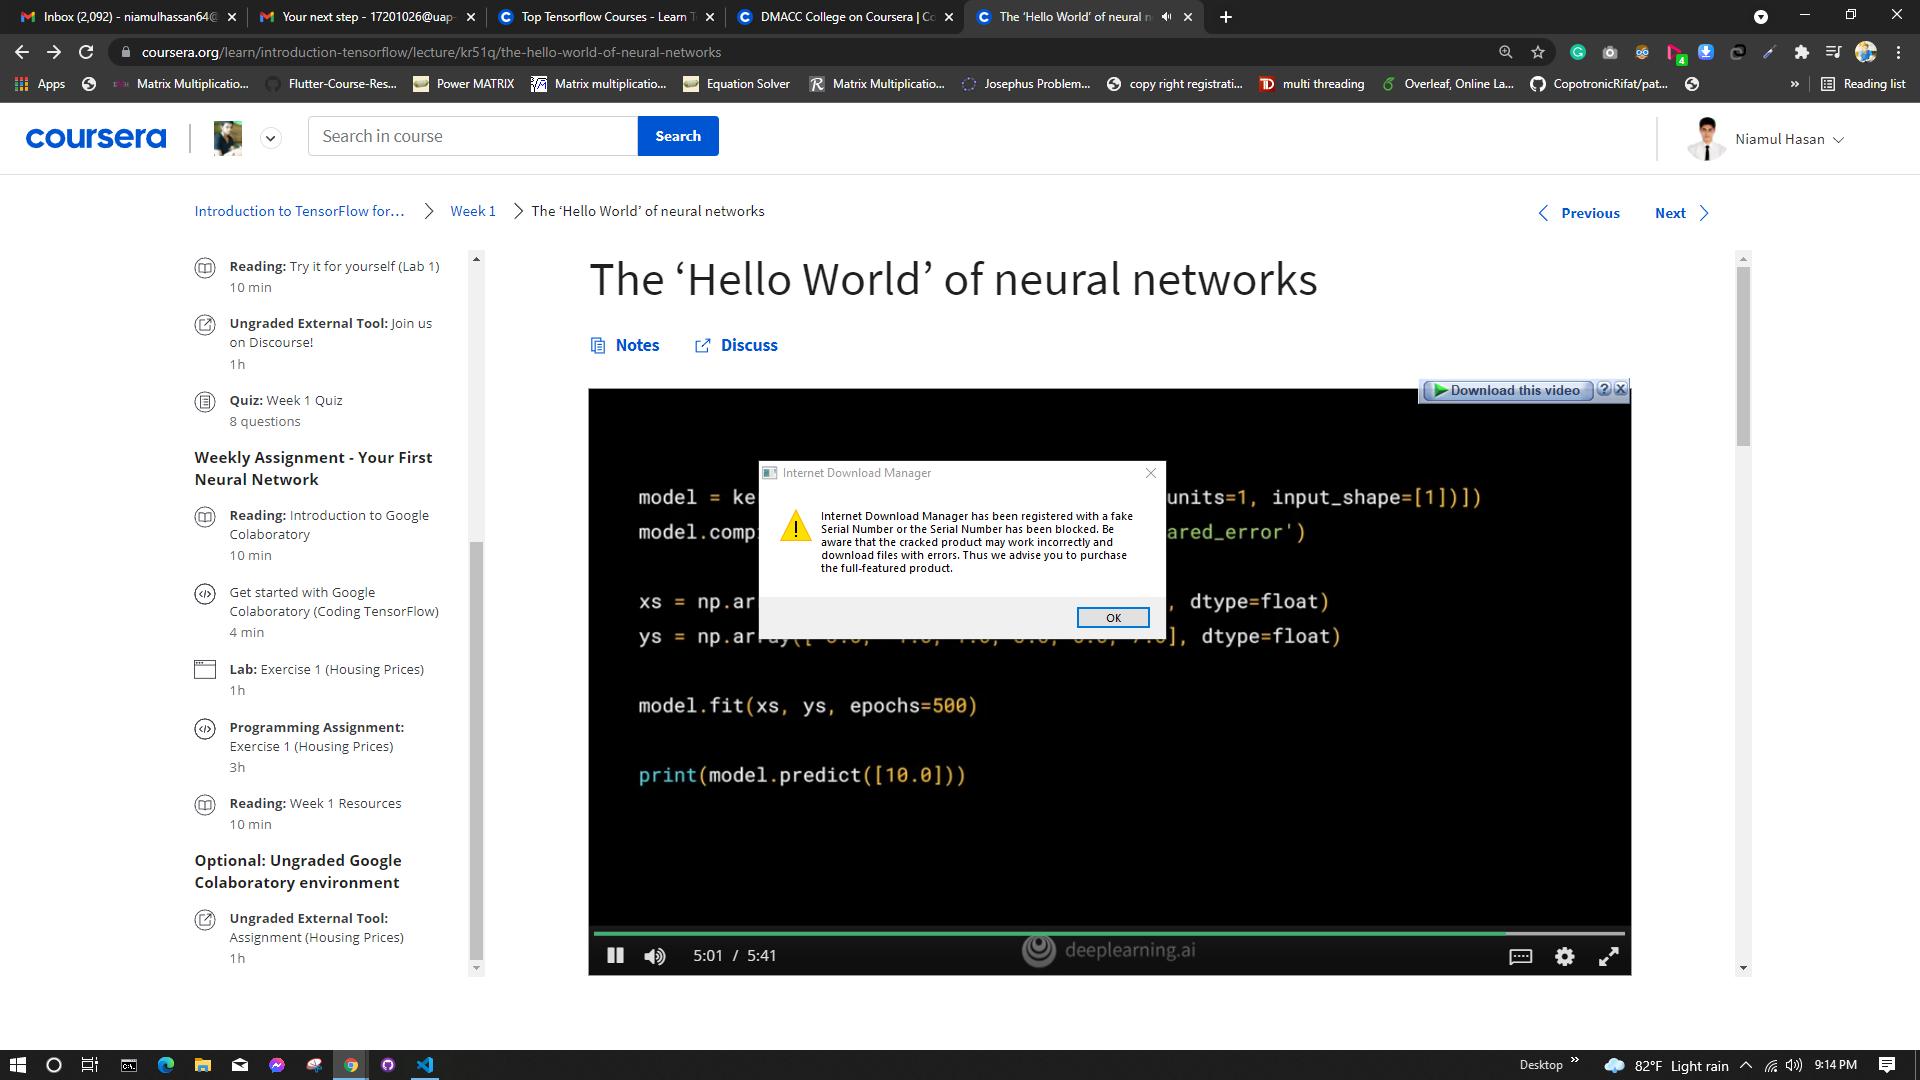 Inbox (2,092) - niamulhassan64@
Your next step - 17201026@uap-
Top Tensorflow Courses - Learn T
DMACC College on Coursera | Co
The ‘Hello World’ of neural n
coursera.org/learn/introduction-tensorflow/lecture/kr51q/the-hello-world-of-neural-networks
4
Apps
Matrix Multiplicatio...
Flutter-Course-Res...
Power MATRIX
Matrix multiplicatio...
Equation Solver
R Matrix Multiplicatio...
Josephus Problem...
copy right registrati...
TD multi threading
Overleaf, Online La...
CopotronicRifat/pat...
»
Reading list
coursera
Search in course
Search
Niamul Hasan
Introduction to TensorFlow for...
Week 1
The ‘Hello World’ of neural networks
Previous
Next
Reading: Try it for yourself (Lab 1)
10 min
Ungraded External Tool: Join us
on Discourse!
1h
Quiz: Week 1 Quiz
8 questions
Weekly Assignment - Your First
Neural Network
Reading: Introduction to Google
Colaboratory
10 min
Get started with Google
Colaboratory (Coding TensorFlow)
4 min
Lab: Exercise 1 (Housing Prices)
1h
Programming Assignment:
Exercise 1 (Housing Prices)
3h
Reading: Week 1 Resources
10 min
Optional: Ungraded Google
Colaboratory environment
Ungraded External Tool:
Assignment (Housing Prices)
1h
The ‘Hello World’ of neural networks
Notes
Discuss
Download this video
?
model = ke
units=1, input_shape=[1])])
model.comp
ared_error')
xs = np.ar
, dtype=float)
ys = np.array([
], dtype=float)
model.fit(xs, ys, epochs=500)
print(model.predict([10.0]))
Internet Download Manager
Internet Download Manager has been registered with a fake
Serial Number or the Serial Number has been blocked. Be
aware that the cracked product may work incorrectly and
download files with errors. Thus we advise you to purchase
the full-featured product.
OK
5:01 / 5:41
deeplearning.ai
Desktop »
82°F Light rain
9:14 PM